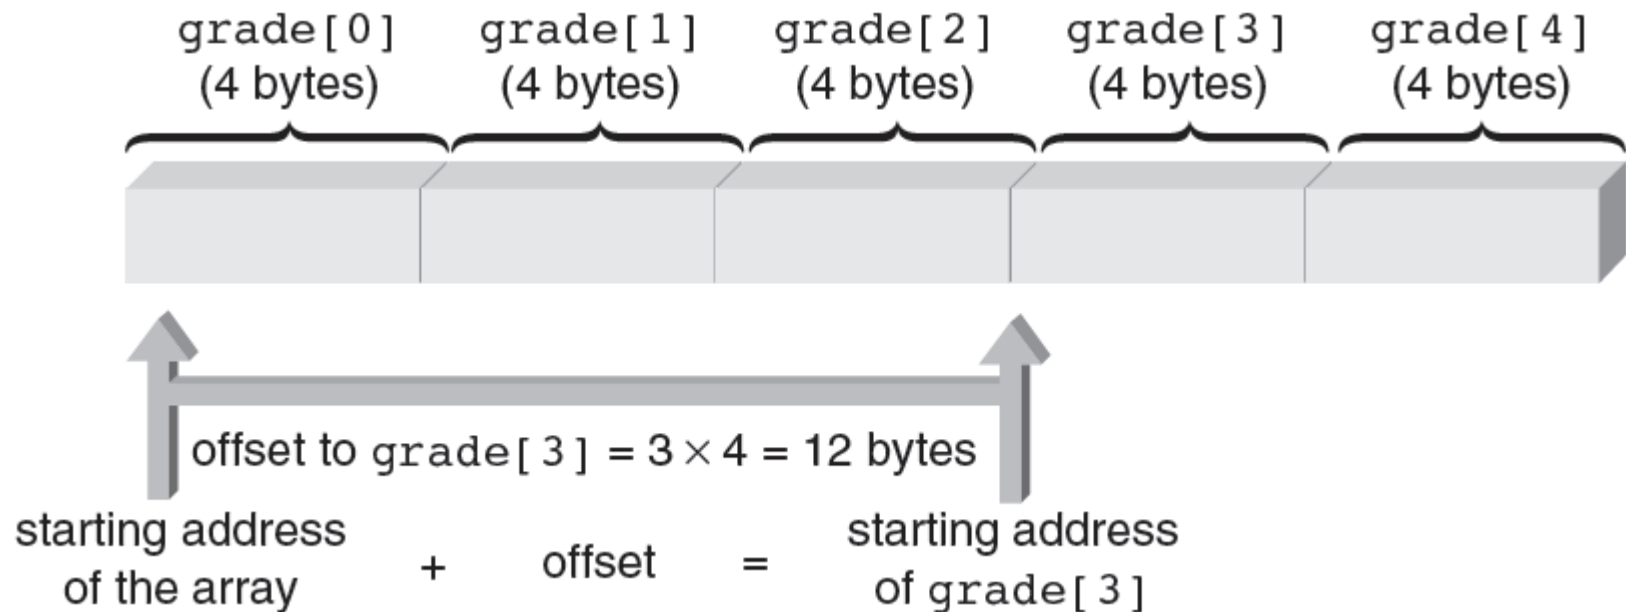 grade[0] grade[1] grade[2] grade[3] grade[4]
(4 bytes) (4 bytes) (4 bytes) (4 bytes) (4 bytes)
offset to grade[3] = 3 × 4 = 12 bytes
starting address
of the array
+
offset
=
starting address
of grade[3]